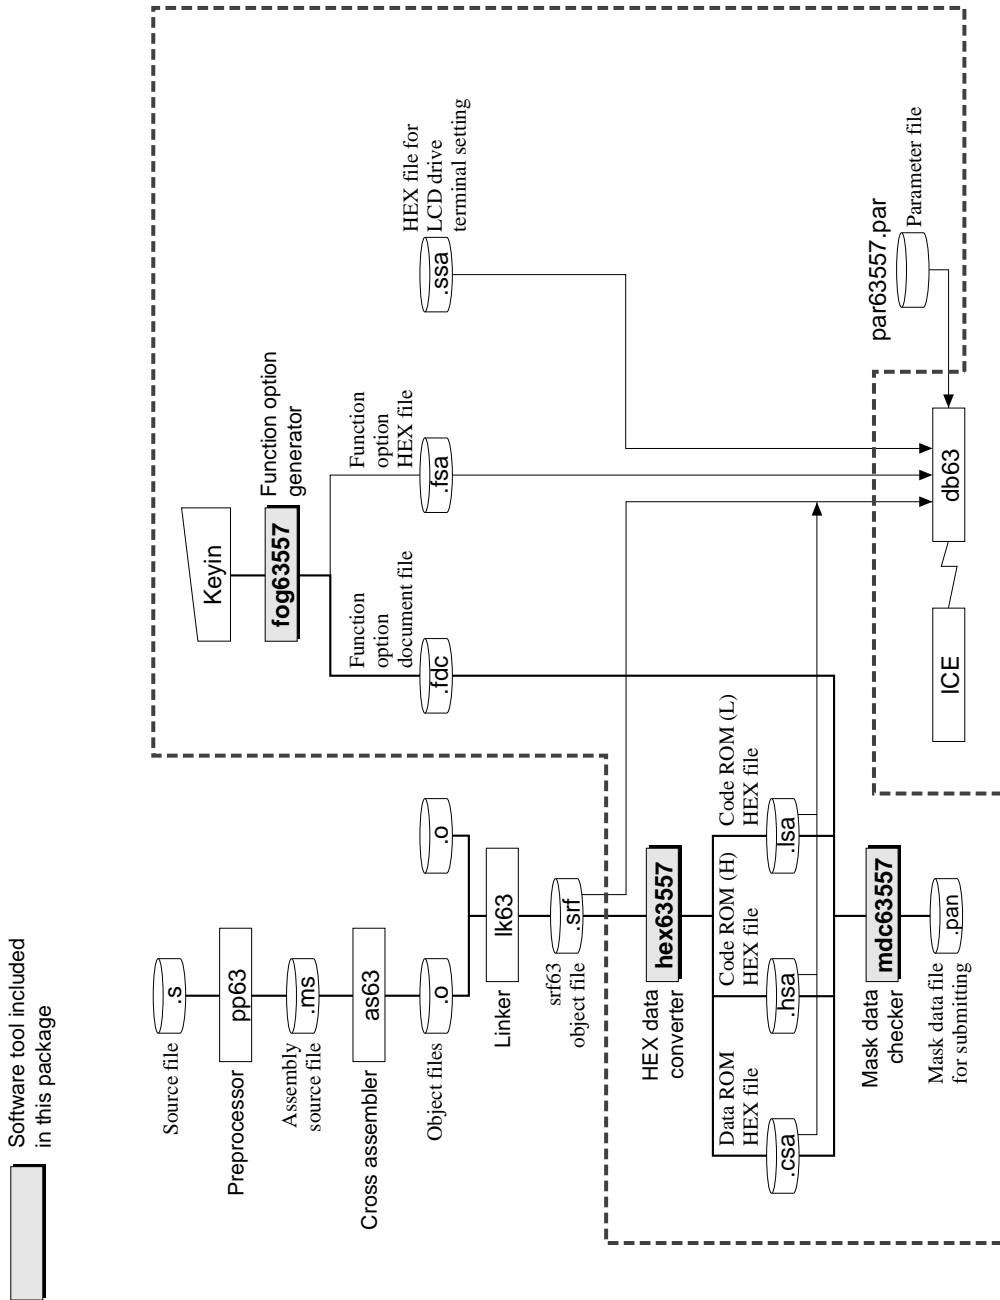 Software tool included
in this package
Source file
.s
Preprocessor
pp63
Assembly
source file
.ms
Cross assembler
as63
Object files
.o
.o
Linker
lk63
srf63
object file
.srf
HEX data
converter
hex63557
Data ROM
HEX file
.csa
Code ROM (H)
HEX file
.hsa
Code ROM (L)
HEX file
.lsa
Mask data
checker
mdc63557
Mask data file
for submitting
.pan
Keyin
fog63557
Function option
generator
Function
option
document file
.fdc
Function
option
HEX file
.fsa
HEX file for
LCD drive
terminal setting
.ssa
par63557.par
Parameter file
ICE
db63